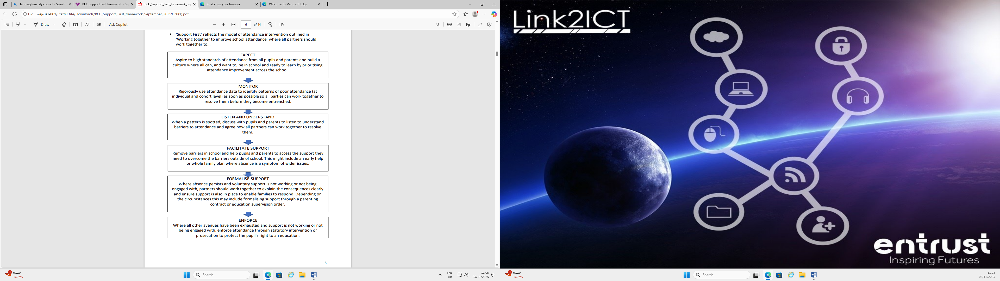 birmingham city council - Search
BCC Support First framework - Se
BCC_Support_First_framework_Se
Customize your browser
Welcome to Microsoft Edge
File
wej-uss-001/Staff/T.tite/Downloads/BCC_Support_First_framework_September_2025%20(1).pdf
Draw
Ask Copilot
6 of 44
▪ ‘Support First’ reflects the model of attendance intervention outlined in
‘Working together to improve school attendance’ where all partners should
work together to…
EXPECT
Aspire to high standards of attendance from all pupils and parents and build a
culture where all can, and want to, be in school and ready to learn by prioritising
attendance improvement across the school.
MONITOR
Rigorously use attendance data to identify patterns of poor attendance (at
individual and cohort level) as soon as possible so all parties can work together to
resolve them before they become entrenched.
LISTEN AND UNDERSTAND
When a pattern is spotted, discuss with pupils and parents to listen to understand
barriers to attendance and agree how all partners can work together to resolve
them.
FACILITATE SUPPORT
Remove barriers in school and help pupils and parents to access the support they
need to overcome the barriers outside of school. This might include an early help
or whole family plan where absence is a symptom of wider issues.
FORMALISE SUPPORT
Where absence persists and voluntary support is not working or not being
engaged with, partners should work together to explain the consequences clearly
and ensure support is also in place to enable families to respond. Depending on
the circumstances this may include formalising support through a parenting
contract or education supervision order.
ENFORCE
Where all other avenues have been exhausted and support is not working or not
being engaged with, enforce attendance through statutory intervention or
prosecution to protect the pupil’s right to an education.
5
0QZ0
-5.97%
Search
ENG
UK
11:05
05/11/2025
Link2ICT
entrust
Inspiring Futures
0QZ0
-5.97%
Search
11:05
05/11/2025